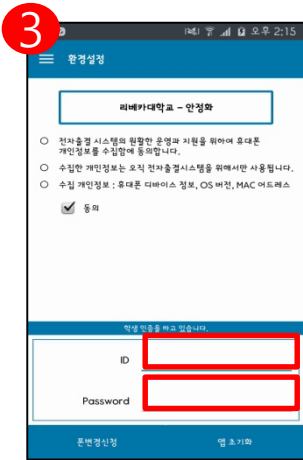 3
오후 2:15
환경설정
리베카대학교 – 안정화
○ 전자출결 시스템의 원활한 운영과 지원을 위하여 휴대폰
개인정보를 수집함에 동의합니다.
○ 수집한 개인정보는 오직 전자출결시스템을 위해서만 사용됩니다.
○ 수집 개인정보 : 휴대폰 디바이스 정보, OS 버전, MAC 어드레스
동의
학생 인증을 하고 있습니다.
ID
Password
폰변경신청
앱 초기화